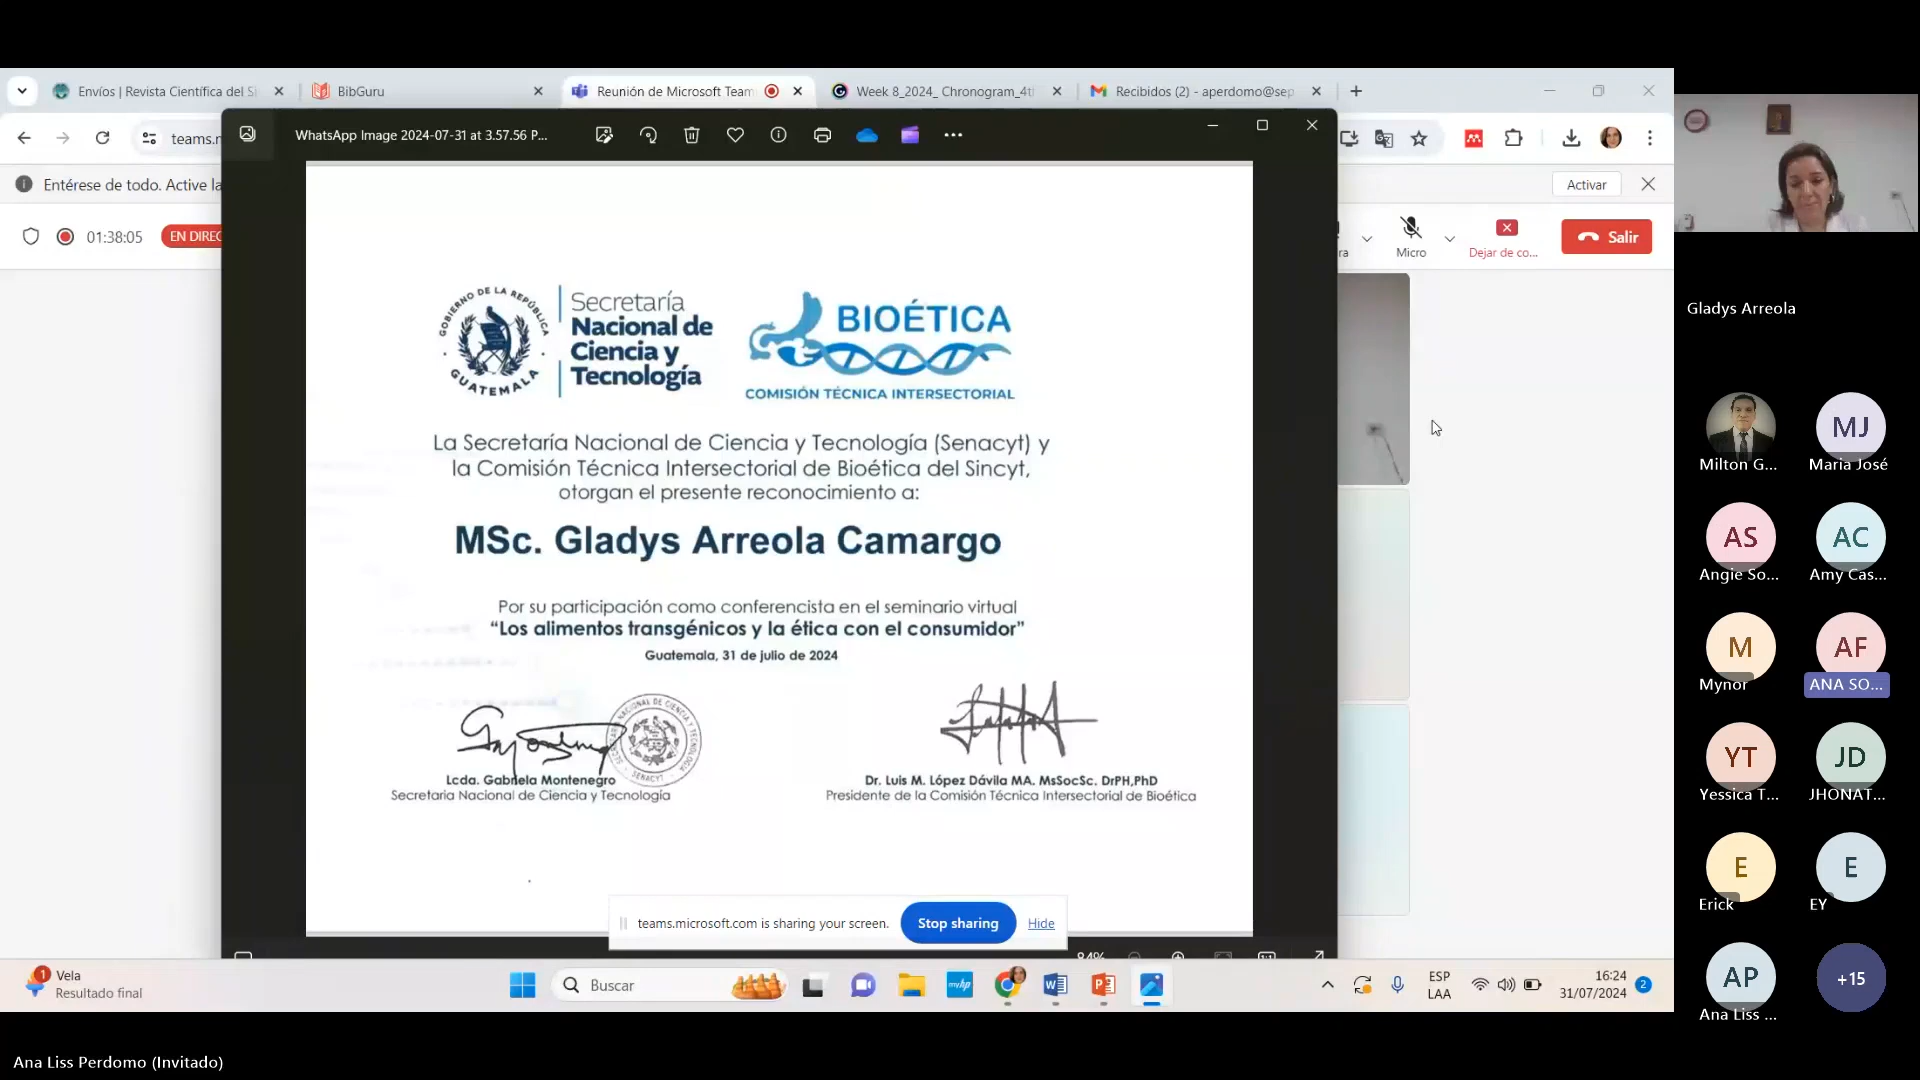 Envíos | Revista Científica del Si
BibGuru
Reunión de Microsoft Team
Week 8_2024_ Chronogram_4t
Recibidos (2) - aperdomo@sep
teams.r
WhatsApp Image 2024-07-31 at 3.57.56 P...
Entérese de todo. Active la
Activar
01:38:05
EN DIREC
Micro
Dejar de co...
Salir
GOBIERNO DE LA REPÚBLICA
GUATEMALA
Secretaría
Nacional de
Ciencia y
Tecnología
BIOÉTICA
COMISIÓN TÉCNICA INTERSECTORIAL
La Secretaría Nacional de Ciencia y Tecnología (Senacyt) y
la Comisión Técnica Intersectorial de Bioética del Sincyt,
otorgan el presente reconocimiento a:
MSc. Gladys Arreola Camargo
Por su participación como conferencista en el seminario virtual
“Los alimentos transgénicos y la ética con el consumidor”
Guatemala, 31 de julio de 2024
Lcda. Gabriela Montenegro
Secretaria Nacional de Ciencia y Tecnología
Dr. Luis M. López Dávila MA. MsSocSc. DrPH,PhD
Presidente de la Comisión Técnica Intersectorial de Bioética
teams.microsoft.com is sharing your screen.
Stop sharing
Hide
84%
1
Vela
Resultado final
Buscar
ESP
LAA
16:24
31/07/2024
2
Gladys Arreola
Milton G...
MJ
Maria José
AS
Angie So...
AC
Amy Cas...
M
Mynor
AF
ANA SO...
YT
Yessica T...
JD
JHONAT...
E
Erick
E
EY
AP
Ana Liss ...
+15
Ana Liss Perdomo (Invitado)